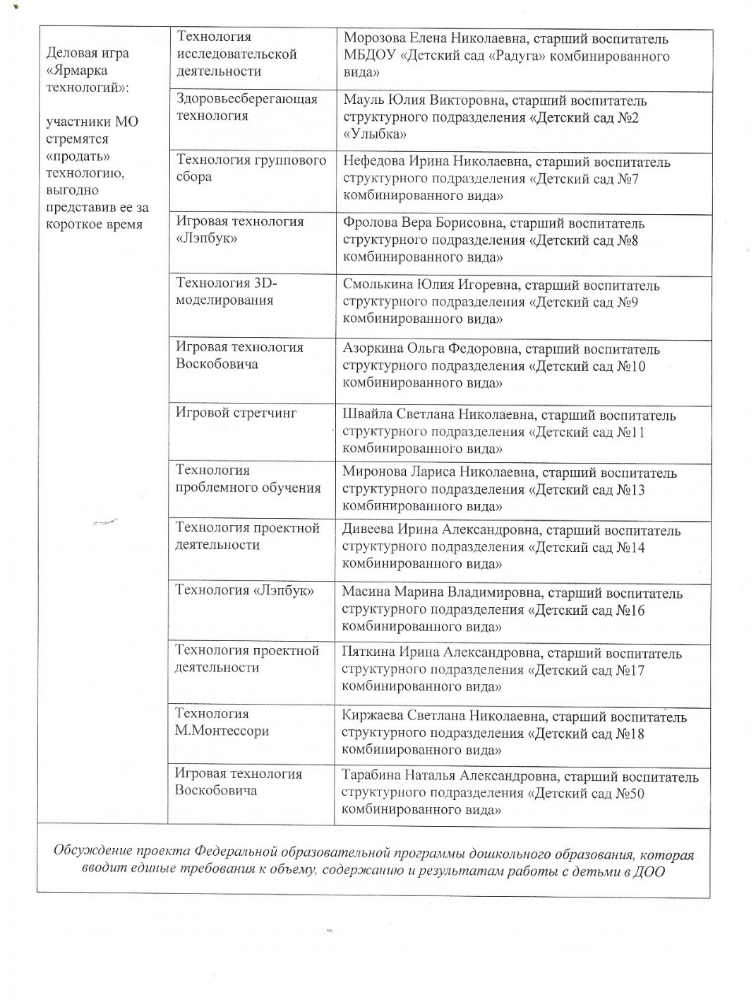 Деловая игра
«Ярмарка
технологий»:
участники МО
стремятся
«продать»
технологию,
выгодно
представив ее за
короткое время
Технология
исследовательской
деятельности
Морозова Елена Николаевна, старший воспитатель
МБДОУ «Детский сад «Радуга» комбинированного
вида»
Здоровьесберегающая
технология
Мауль Юлия Викторовна, старший воспитатель
структурного подразделения «Детский сад №2
«Улыбка»
Технология группового
сбора
Нефедова Ирина Николаевна, старший воспитатель
структурного подразделения «Детский сад №7
комбинированного вида»
Игровая технология
«Лэпбук»
Фролова Вера Борисовна, старший воспитатель
структурного подразделения «Детский сад №8
комбинированного вида»
Технология 3D-
моделирования
Смолькина Юлия Игоревна, старший воспитатель
структурного подразделения «Детский сад №9
комбинированного вида»
Игровая технология
Воскобовича
Азоркина Ольга Федоровна, старший воспитатель
структурного подразделения «Детский сад №10
комбинированного вида»
Игровой стретчинг
Швайла Светлана Николаевна, старший воспитатель
структурного подразделения «Детский сад №11
комбинированного вида»
Технология
проблемного обучения
Миронова Лариса Николаевна, старший воспитатель
структурного подразделения «Детский сад №13
комбинированного вида»
Технология проектной
деятельности
Дивеева Ирина Александровна, старший воспитатель
структурного подразделения «Детский сад №14
комбинированного вида»
Технология «Лэпбук»
Масина Марина Владимировна, старший воспитатель
структурного подразделения «Детский сад №16
комбинированного вида»
Технология проектной
деятельности
Пяткина Ирина Александровна, старший воспитатель
структурного подразделения «Детский сад №17
комбинированного вида»
Технология
М.Монтессори
Киржаева Светлана Николаевна, старший воспитатель
структурного подразделения «Детский сад №18
комбинированного вида»
Игровая технология
Воскобовича
Тарабина Наталья Александровна, старший воспитатель
структурного подразделения «Детский сад №50
комбинированного вида»
Обсуждение проекта Федеральной образовательной программы дошкольного образования, которая
вводит единые требования к объему, содержанию и результатам работы с детьми в ДОО